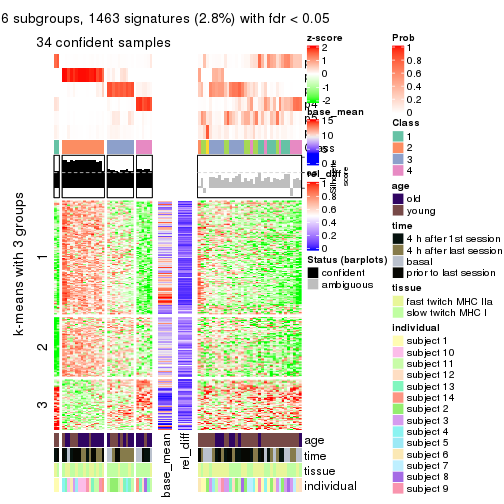 6 subgroups, 1463 signatures (2.8%) with fdr < 0.05
34 confident samples
k-means with 3 groups
1
2
3
base_mean
rel_diff
age
time
tissue
individual
z-score
2
1
0
-1
-2
base_mean
15
10
5
0
rel_diff
1
0.8
0.6
0.4
0.2
0
Silhouette
score
Status (barplots)
confident
ambiguous
Prob
1
0.8
0.6
0.4
0.2
0
Class
1
2
3
4
age
old
young
time
4 h after 1st session
4 h after last session
basal
prior to last session
tissue
fast twitch MHC IIa
slow twitch MHC I
individual
subject 1
subject 10
subject 11
subject 12
subject 13
subject 14
subject 2
subject 3
subject 4
subject 5
subject 6
subject 7
subject 8
subject 9